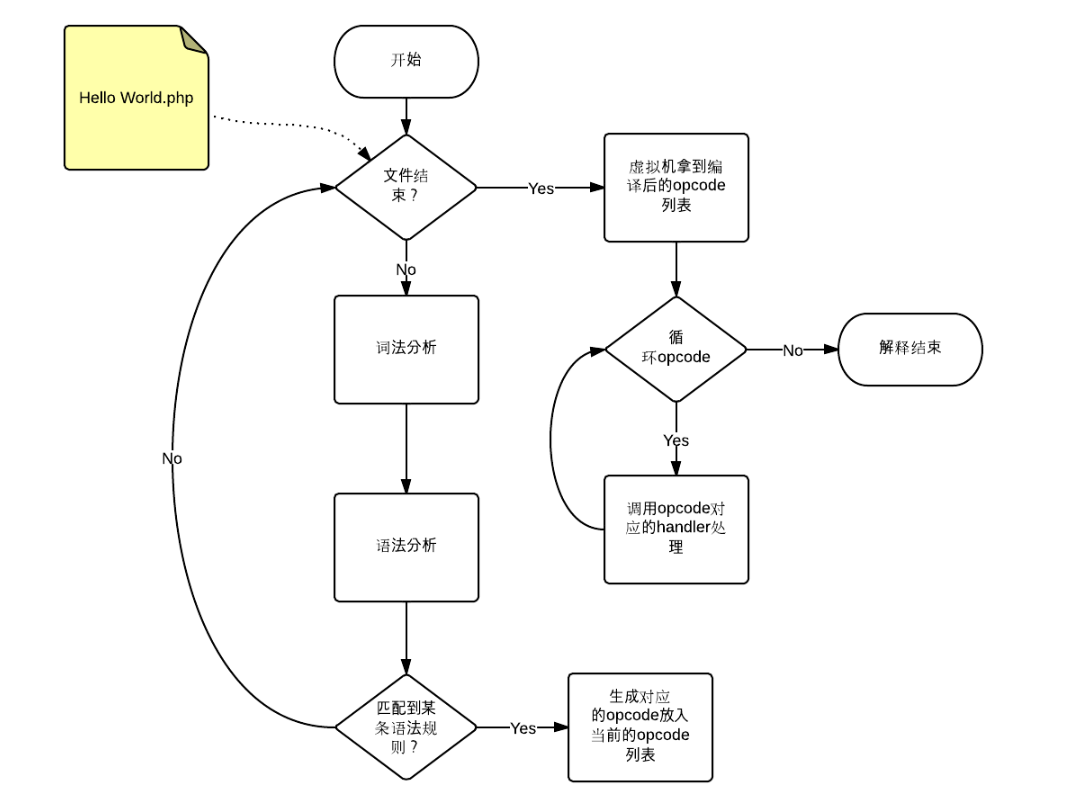 开始
Hello World.php
文件结
束？
Yes
虚拟机拿到编
译后的opcode
列表
No
词法分析
循
环opcode
No
解释结束
Yes
No
语法分析
调用opcode对
应的handler处
理
匹配到某
条语法规
则？
Yes
生成对应
的opcode放入
当前的opcode
列表